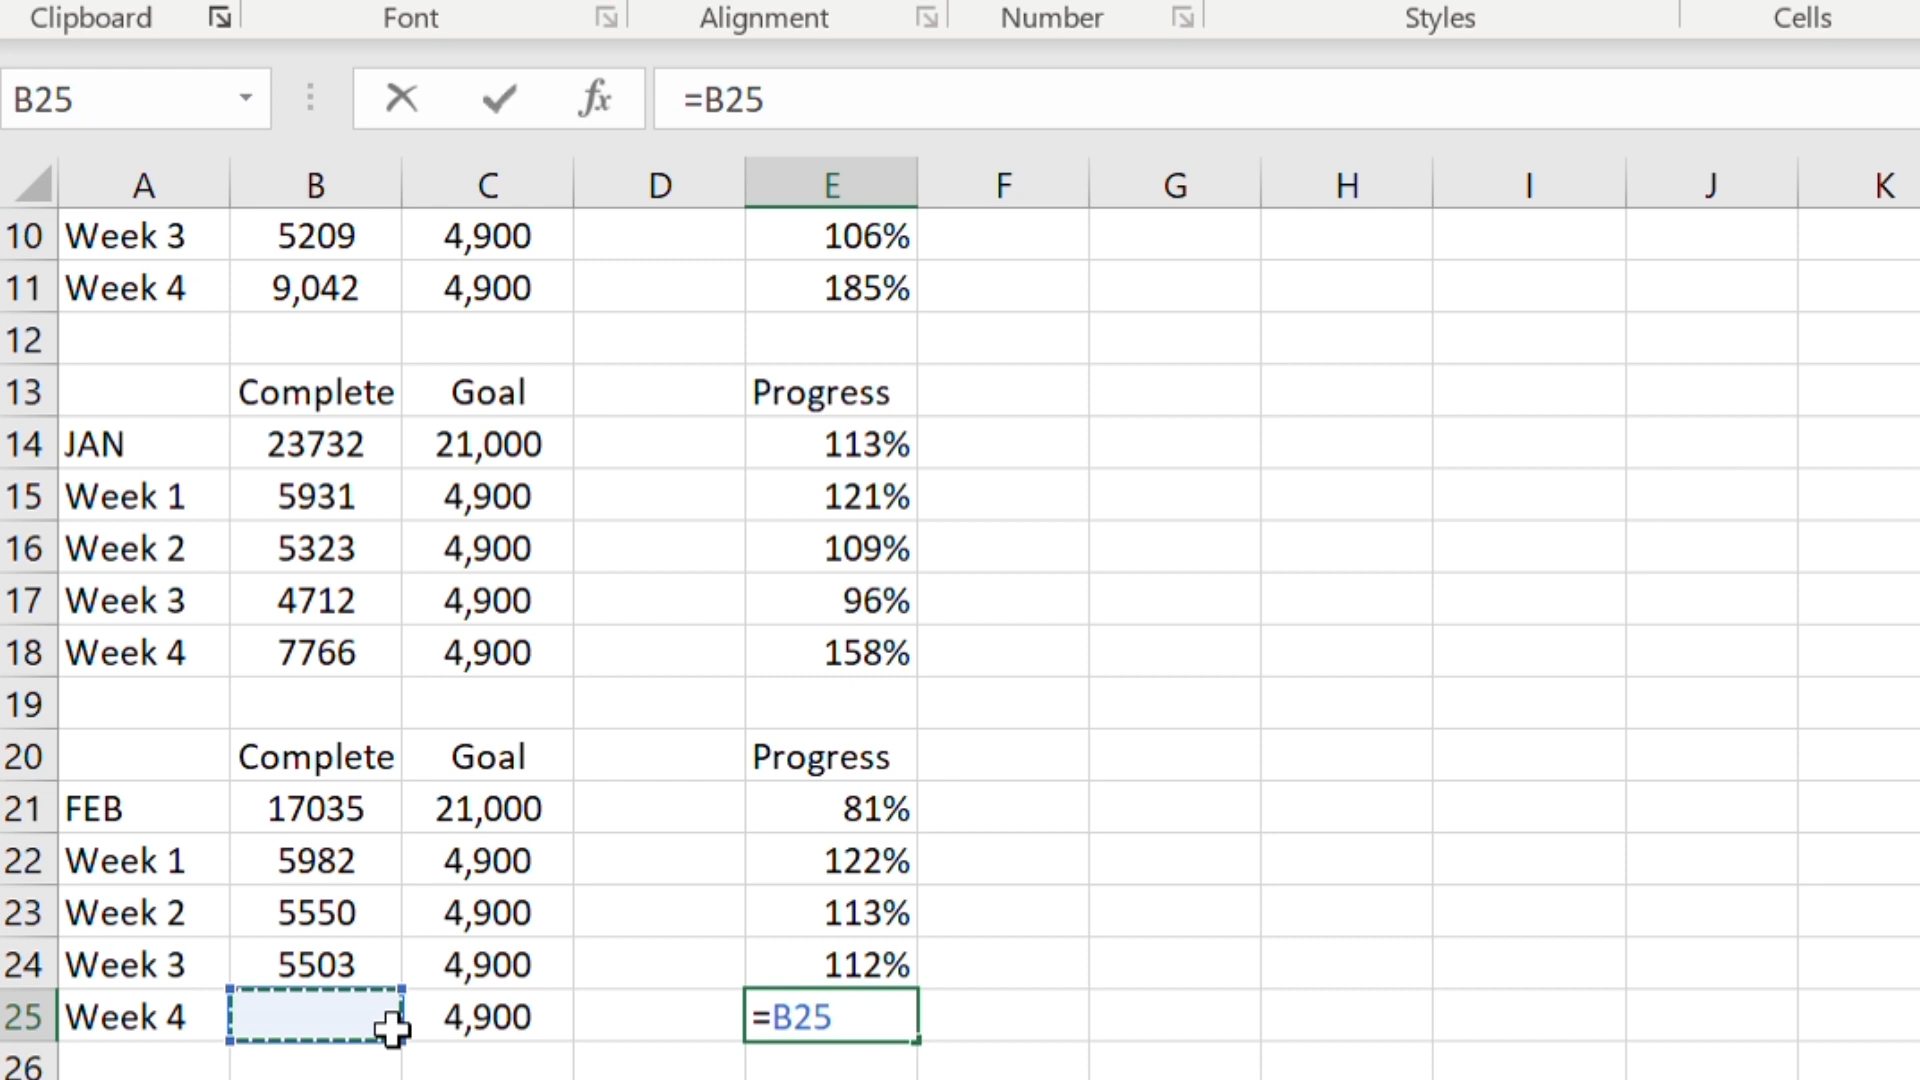 Clipboard Font Alignment Number Styles Cells
B25 fx =B25
A B C D E F G H I J K
10 Week 3 5209 4,900 106%
11 Week 4 9,042 4,900 185%
12
13 Complete Goal Progress
14 JAN 23732 21,000 113%
15 Week 1 5931 4,900 121%
16 Week 2 5323 4,900 109%
17 Week 3 4712 4,900 96%
18 Week 4 7766 4,900 158%
19
20 Complete Goal Progress
21 FEB 17035 21,000 81%
22 Week 1 5982 4,900 122%
23 Week 2 5550 4,900 113%
24 Week 3 5503 4,900 112%
25 Week 4 4,900 =B25
26